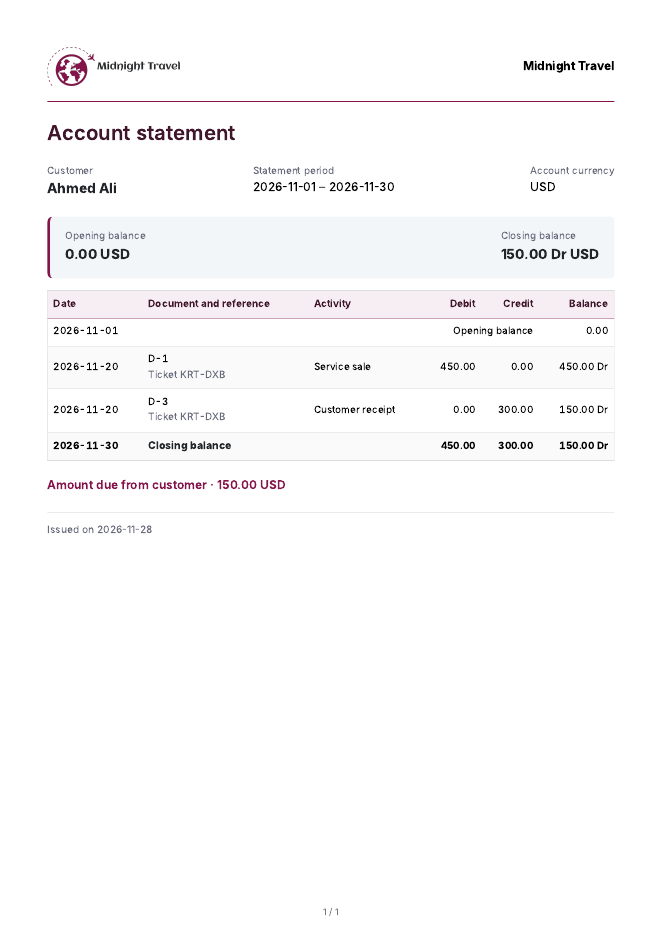 Midnight Travel
Midnight Travel
Account statement
Customer Statement period Account currency
Ahmed Ali 2026-11-01 – 2026-11-30 USD
Opening balance Closing balance
0.00 USD 150.00 Dr USD
Date Document and reference Activity Debit Credit Balance
2026-11-01 Opening balance 0.00
2026-11-20 D-1 Service sale 450.00 0.00 450.00 Dr
Ticket KRT-DXB
2026-11-20 D-3 Customer receipt 0.00 300.00 150.00 Dr
Ticket KRT-DXB
2026-11-30 Closing balance 450.00 300.00 150.00 Dr
Amount due from customer · 150.00 USD
Issued on 2026-11-28
1 / 1